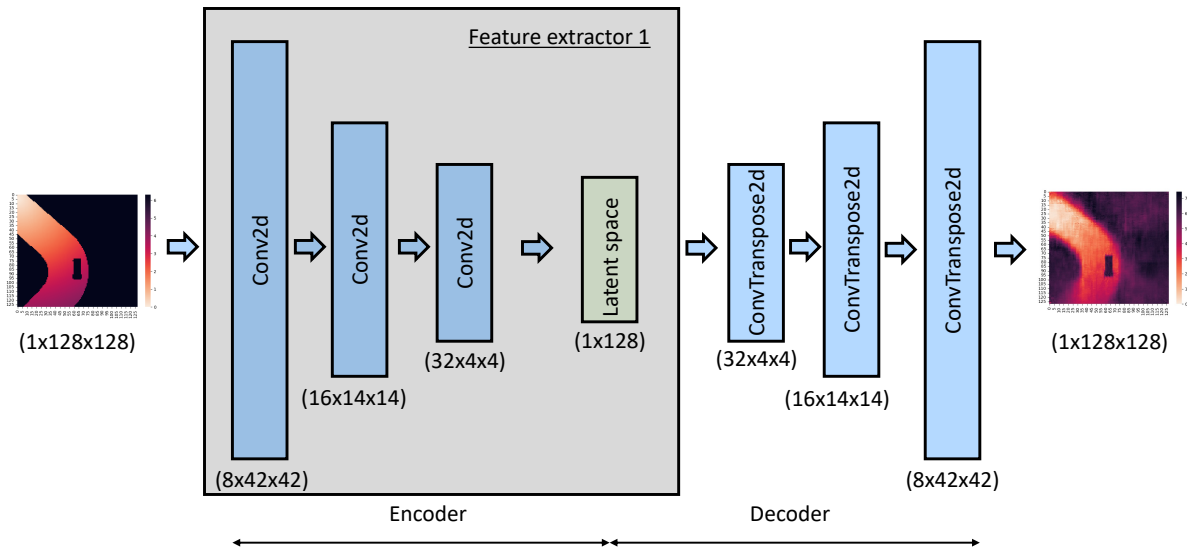 Feature extractor 1
Conv2d
Conv2d
Conv2d
Latent space
ConvTranspose2d
ConvTranspose2d
ConvTranspose2d
(1x128x128)
(8x42x42)
(16x14x14)
(32x4x4)
(1x128)
(32x4x4)
(16x14x14)
(8x42x42)
(1x128x128)
Encoder
Decoder